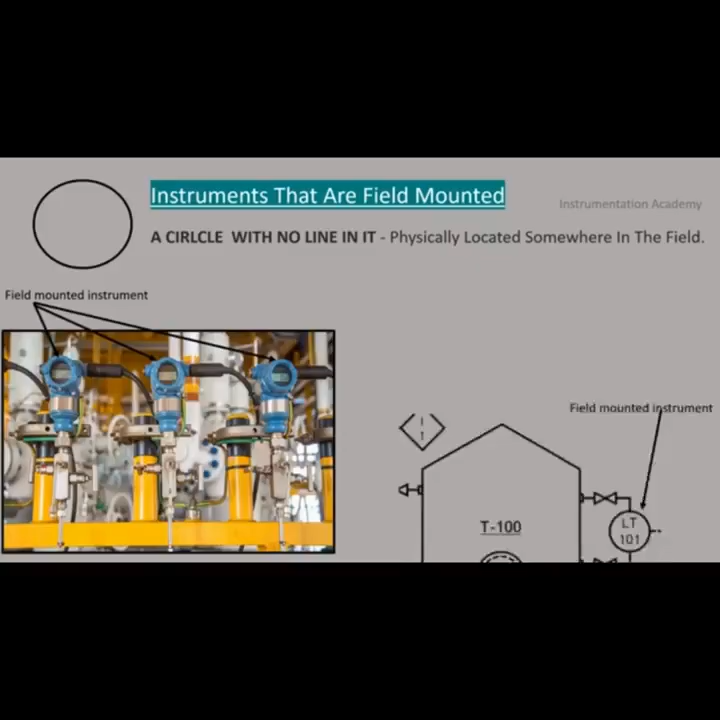 Instruments That Are Field Mounted
Instrumentation Academy
A CIRLCLE WITH NO LINE IN IT - Physically Located Somewhere In The Field.
Field mounted instrument
Field mounted instrument
T-100
LT
101